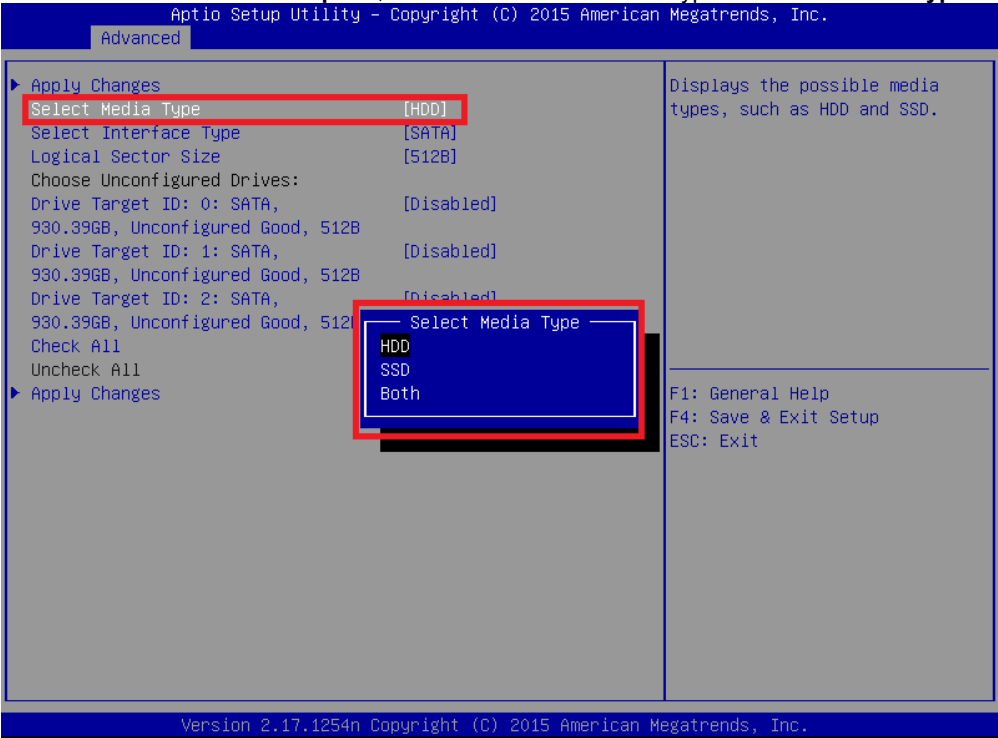 Aptio Setup Utility – Copyright (C) 2015 American Megatrends, Inc.
Advanced
Apply Changes
Select Media Type [HDD]
Select Interface Type [SATA]
Logical Sector Size [512B]
Choose Unconfigured Drives:
Drive Target ID: 0: SATA, [Disabled]
930.39GB, Unconfigured Good, 512B
Drive Target ID: 1: SATA, [Disabled]
930.39GB, Unconfigured Good, 512B
Drive Target ID: 2: SATA, [Disabled]
930.39GB, Unconfigured Good, 512
Check All
Uncheck All
Apply Changes
Select Media Type
HDD
SSD
Both
Displays the possible media
types, such as HDD and SSD.
F1: General Help
F4: Save & Exit Setup
ESC: Exit
Version 2.17.1254n Copyright (C) 2015 American Megatrends, Inc.